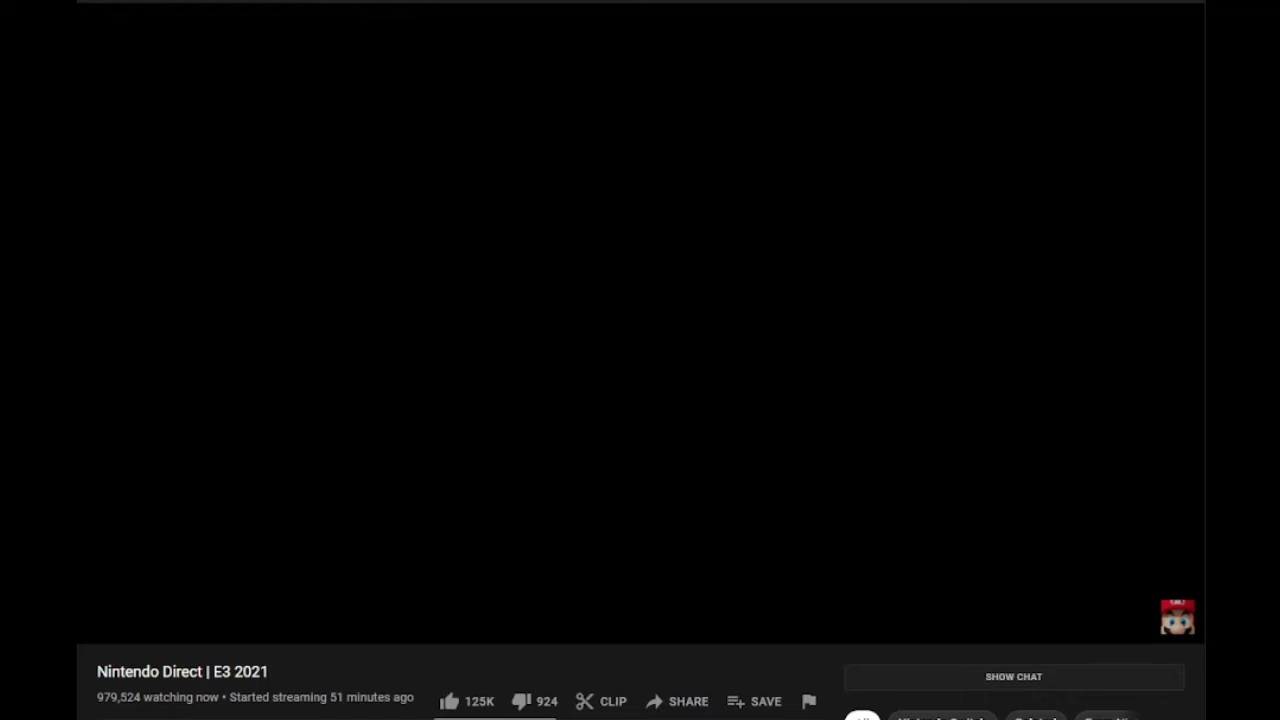 Nintendo Direct | E3 2021
979,524 watching now • Started streaming 51 minutes ago
125K 924 CLIP SHARE SAVE
SHOW CHAT